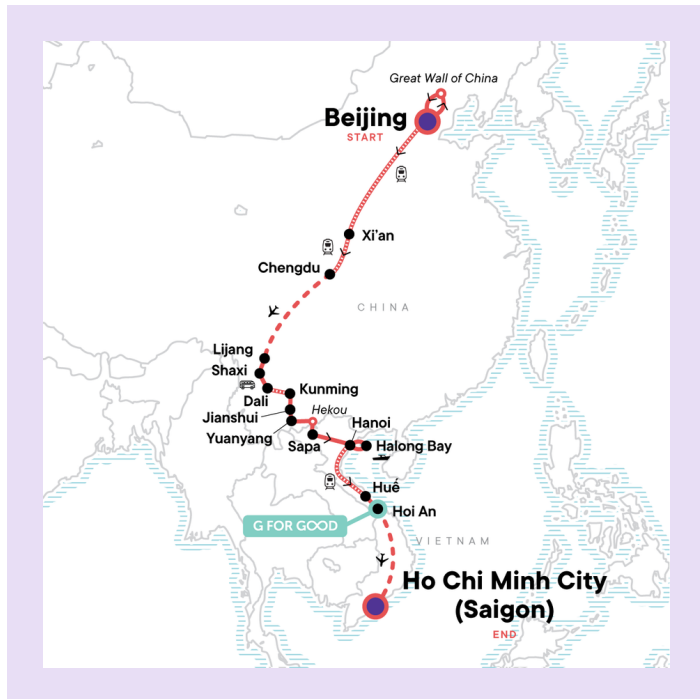 Great Wall of China
Beijing
START
Xi'an
Chengdu
CHINA
Lijang
Shaxi
Dali
Kunming
Jianshui
Hekou
Yuanyang
Hanoi
Sapa
Halong Bay
Hué
Hoi An
G FOR GOOD
VIETNAM
Ho Chi Minh City
(Saigon)
END